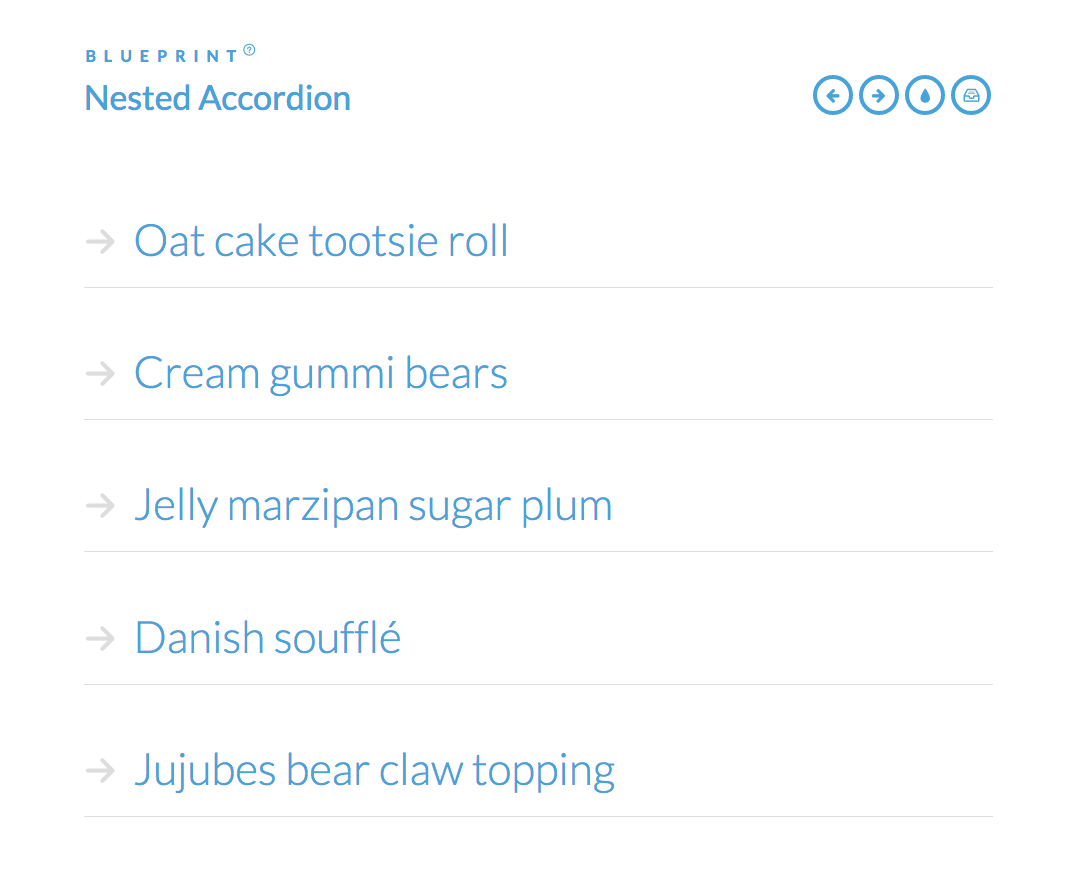 BLUEPRINT
Nested Accordion
Oat cake tootsie roll
Cream gummi bears
Jelly marzipan sugar plum
Danish soufflé
Jujubes bear claw topping